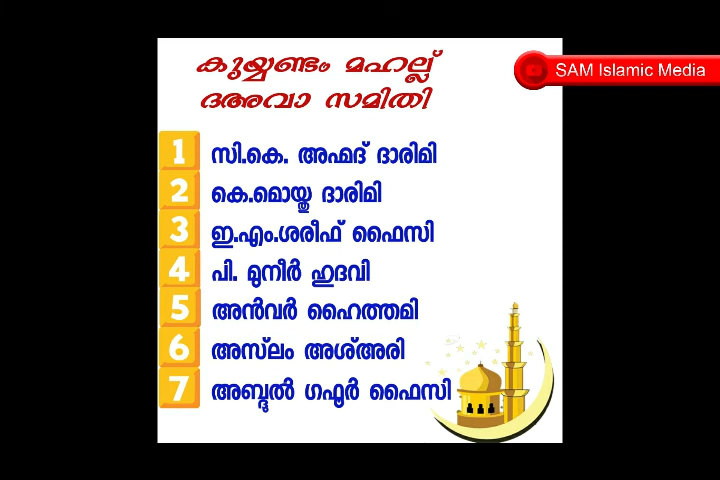 കുയ്യണ്ടം മഹല്ല്
ദഅവാ സമിതി
SAM Islamic Media
1 സി.കെ. അഹ്മദ് ദാരിമി
2 കെ.മൊയ്തു ദാരിമി
3 ഇ.എം.ശരീഫ് ഫൈസി
4 പി. മുനീർ ഹുദവി
5 അൻവർ ഹൈത്തമി
6 അസ്‌ലം അശ്അരി
7 അബ്ദുൽ ഗഫൂർ ഫൈസി